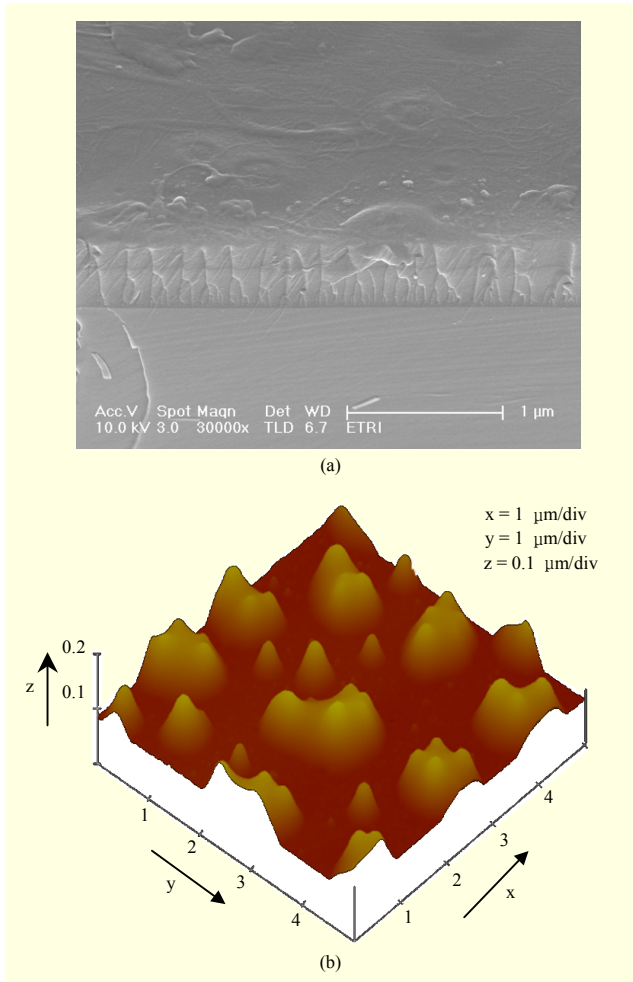 Acc.V Spot Magn Det WD 1 μm
10.0 kV 3.0 30000x TLD 6.7 ETRI
(a)
x = 1 μm/div
y = 1 μm/div
z = 0.1 μm/div
0.2
z
0.1
1
2
3
4
y
4
3
2
1
x
(b)